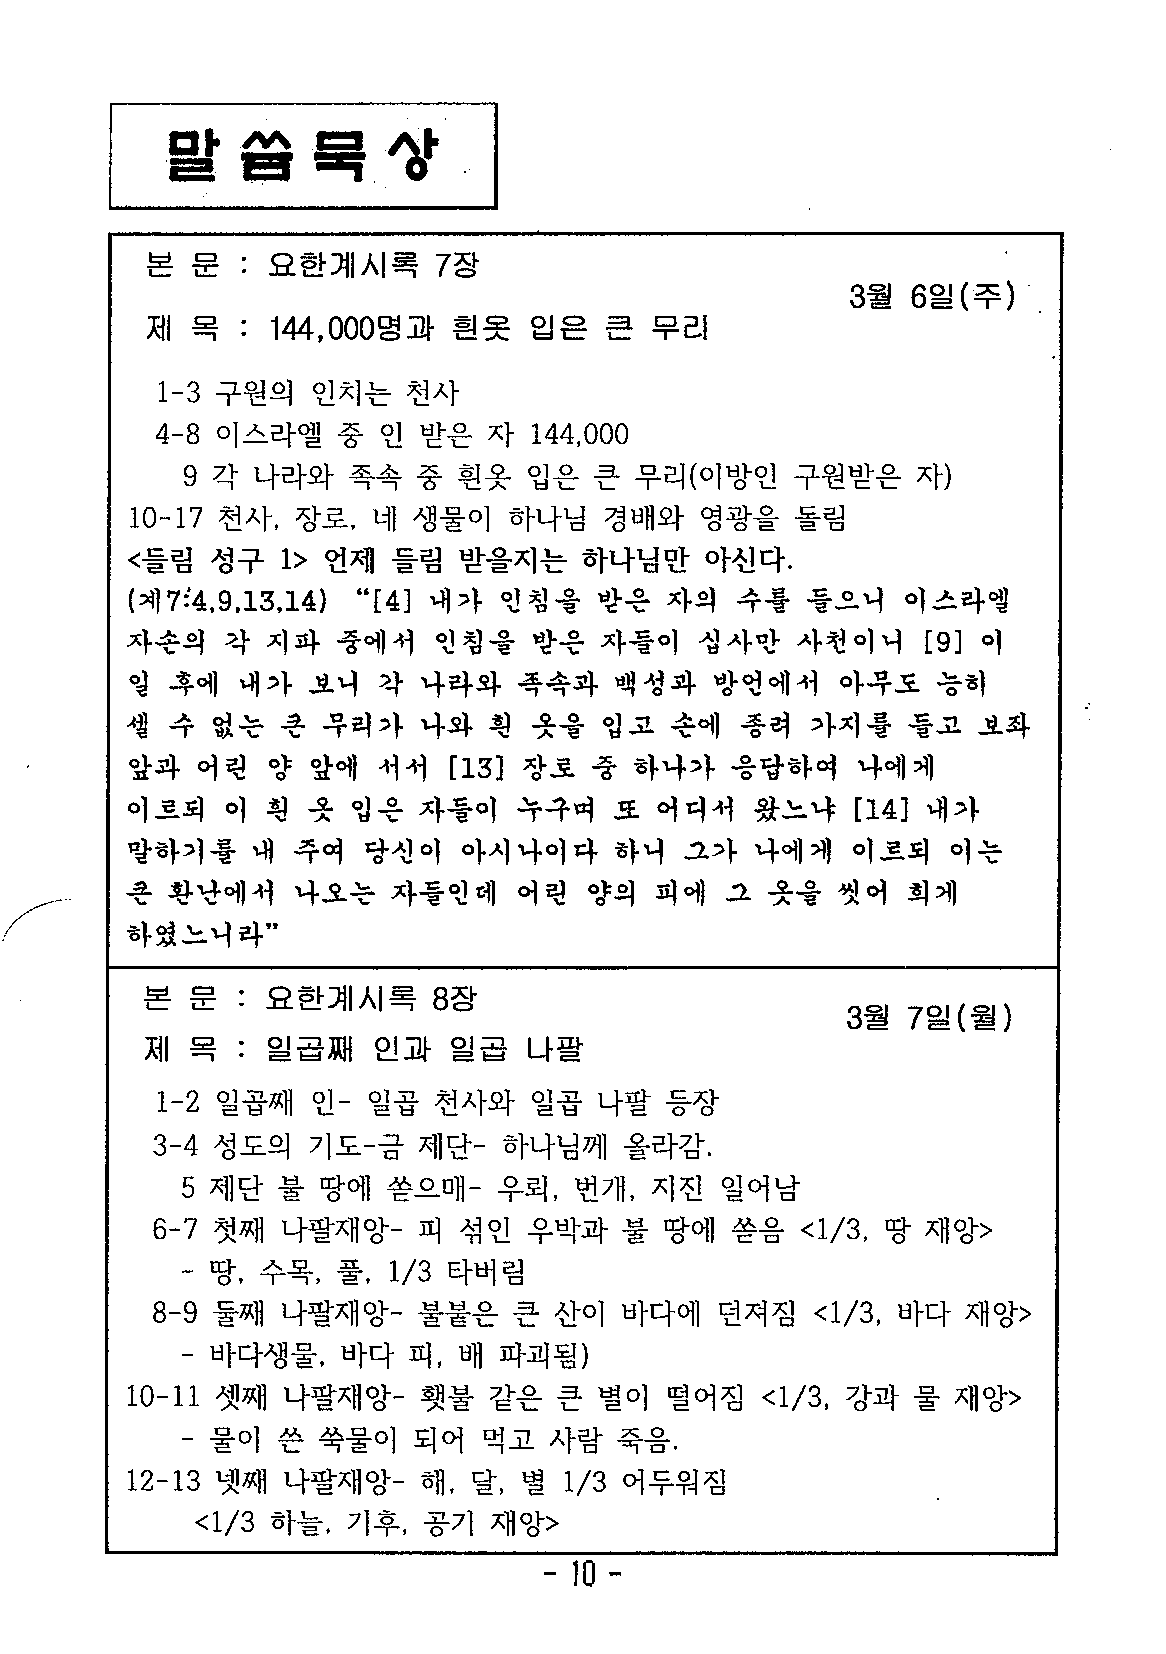 말씀묵상
본 문 : 요한계시록 7장
3월 6일(주)
제 목 : 144,000명과 흰옷 입은 큰 무리
1-3 구원의 인치는 천사
4-8 이스라엘 중 인 받은 자 144,000
9 각 나라와 족속 중 흰옷 입은 큰 무리(이방인 구원받은 자)
10-17 천사, 장로, 네 생물이 하나님 경배와 영광을 돌림
<들림 성구 1> 언제 들림 받을지는 하나님만 아신다.
(계7:4,9,13,14) “[4] 내가 인침을 받은 자의 수를 들으니 이스라엘
자손의 각 지파 중에서 인침을 받은 자들이 십사만 사천이니 [9] 이
일 후에 내가 보니 각 나라와 족속과 백성과 방언에서 아무도 능히
셀 수 없는 큰 무리가 나와 흰 옷을 입고 손에 종려 가지를 들고 보좌
앞과 어린 양 앞에 서서 [13] 장로 중 하나가 응답하여 나에게
이르되 이 흰 옷 입은 자들이 누구며 또 어디서 왔느냐 [14] 내가
말하기를 내 주여 당신이 아시나이다 하니 그가 나에게 이르되 이는
큰 환난에서 나오는 자들인데 어린 양의 피에 그 옷을 씻어 희게
하였느니라”
본 문 : 요한계시록 8장
3월 7일(월)
제 목 : 일곱째 인과 일곱 나팔
1-2 일곱째 인- 일곱 천사와 일곱 나팔 등장
3-4 성도의 기도-금 제단- 하나님께 올라감.
5 제단 불 땅에 쏟으매- 우뢰, 번개, 지진 일어남
6-7 첫째 나팔재앙- 피 섞인 우박과 불 땅에 쏟음 <1/3, 땅 재앙>
- 땅, 수목, 풀, 1/3 타버림
8-9 둘째 나팔재앙- 불붙은 큰 산이 바다에 던져짐 <1/3, 바다 재앙>
- 바다생물, 바다 피, 배 파괴됨)
10-11 셋째 나팔재앙- 횃불 같은 큰 별이 떨어짐 <1/3, 강과 물 재앙>
- 물이 쓴 쑥물이 되어 먹고 사람 죽음.
12-13 넷째 나팔재앙- 해, 달, 별 1/3 어두워짐
<1/3 하늘, 기후, 공기 재앙>
- 10 -